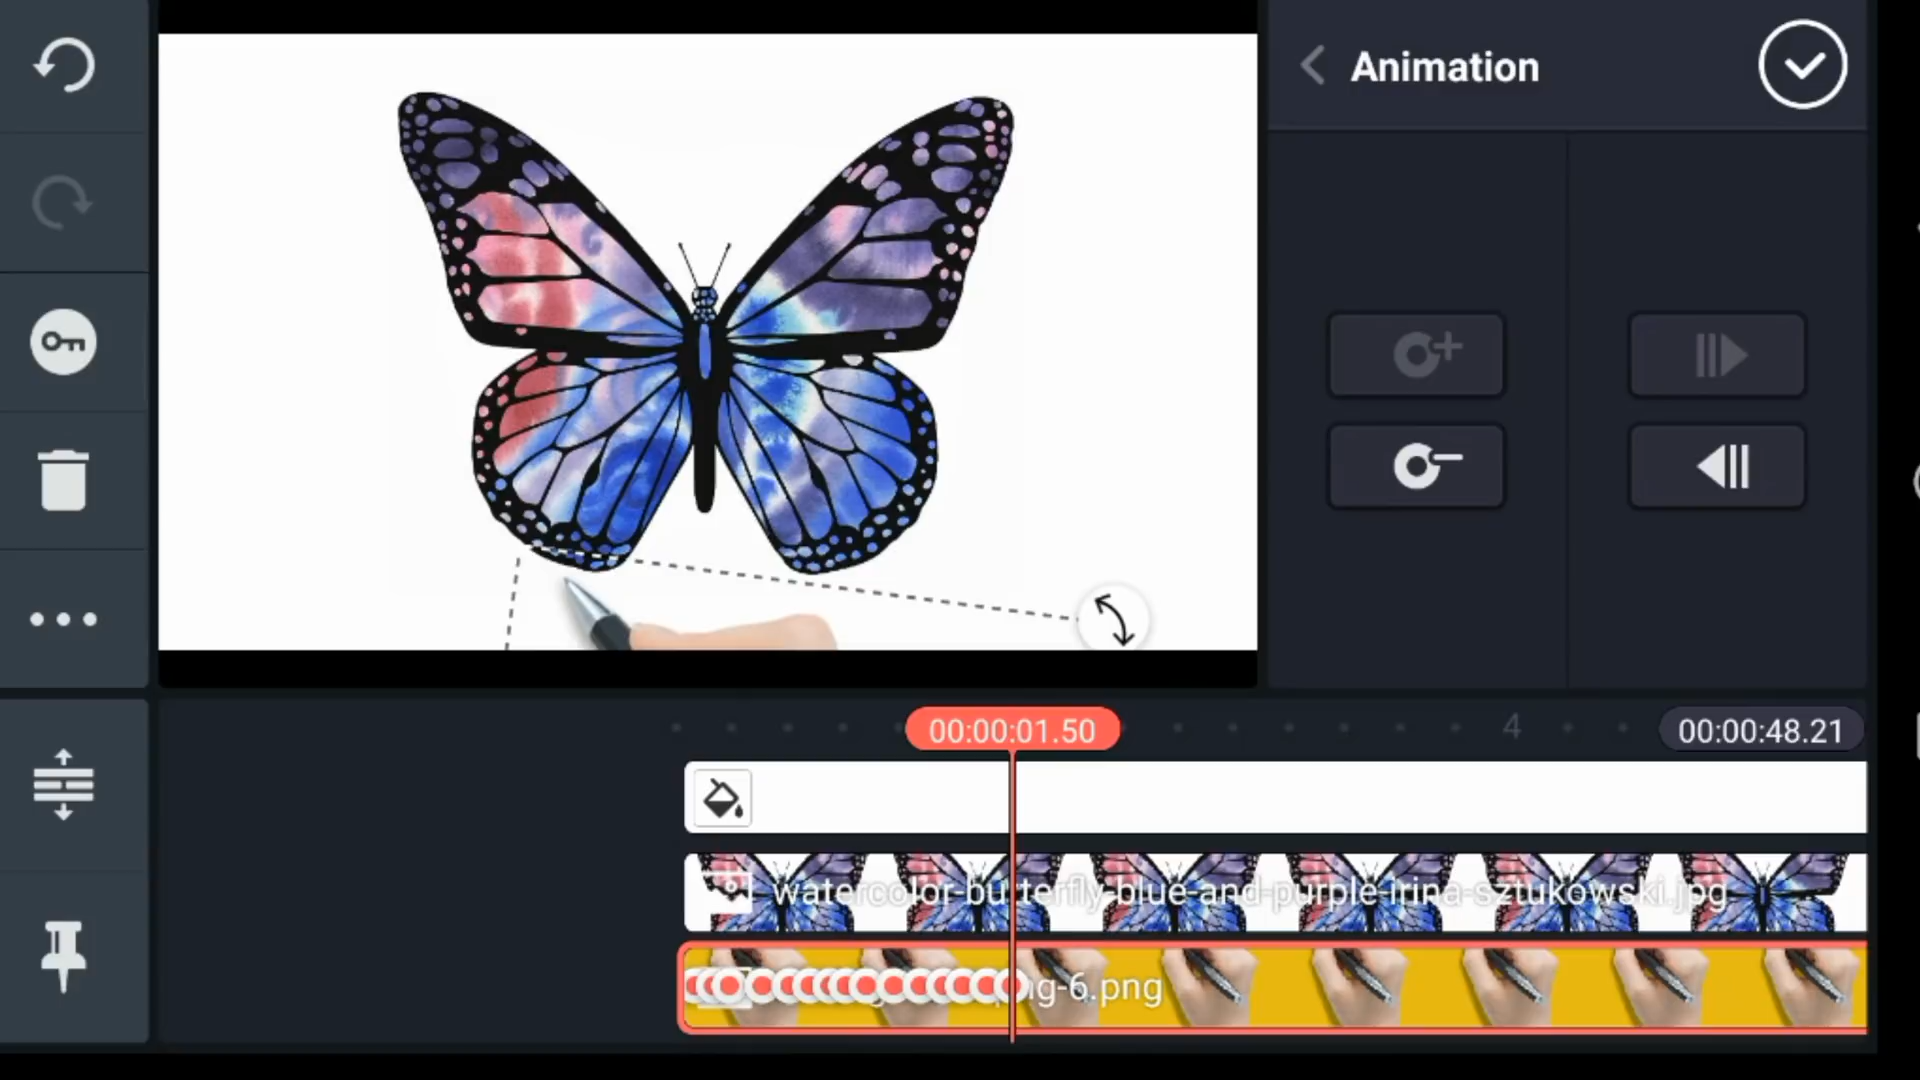 Animation
00:00:01.50
4
00:00:48.21
watercolor-butterfly-blue-and-purple-irina-sztukowski.jpg
ng-6.png